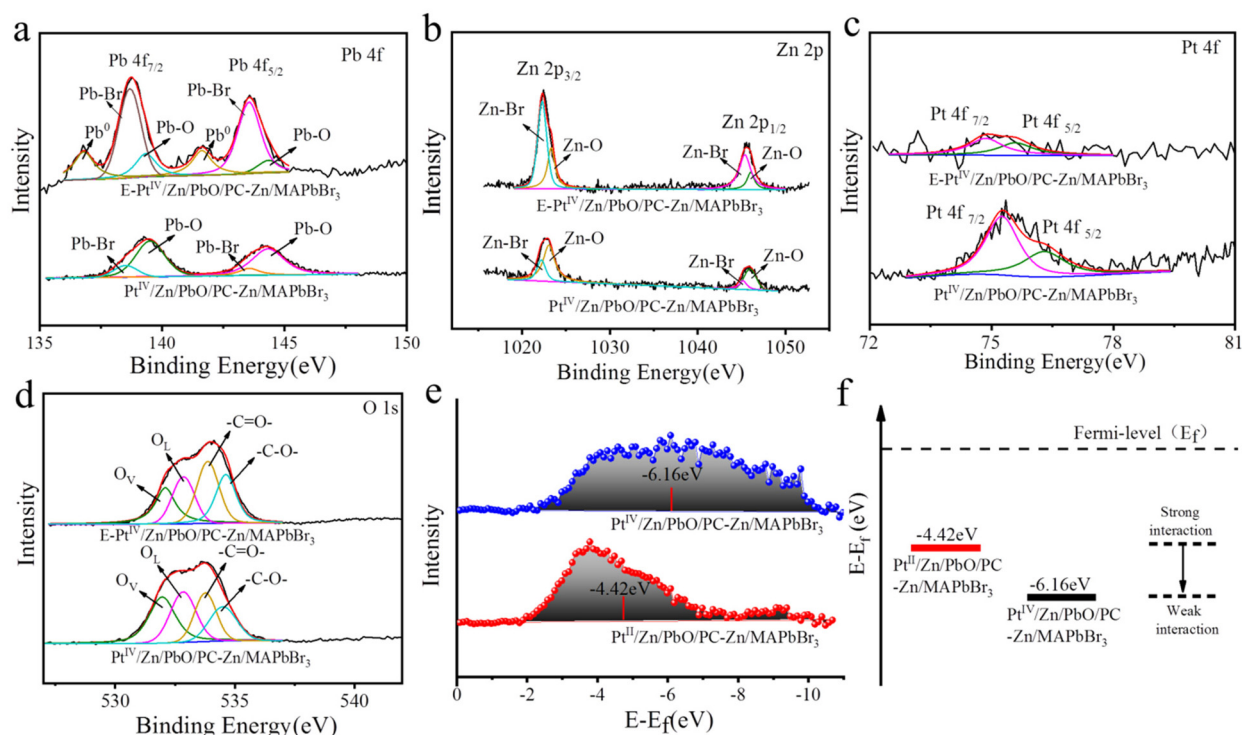 a
Pb 4f
Pb 4f7/2
Pb 4f5/2
Pb-Br
Pb-Br
Pb0
Pb-O
Pb0
Pb-O
E-PtIV/Zn/PbO/PC-Zn/MAPbBr3
Pb-Br
Pb-O
Pb-Br
Pb-O
PtIV/Zn/PbO/PC-Zn/MAPbBr3
Intensity
135 138 141 144 147 150
Binding Energy(eV)
b
Zn 2p
Zn 2p3/2
Zn-Br
Zn-O
Zn 2p1/2
Zn-Br
Zn-O
E-PtIV/Zn/PbO/PC-Zn/MAPbBr3
Zn-Br
Zn-O
Zn-Br
Zn-O
PtIV/Zn/PbO/PC-Zn/MAPbBr3
Intensity
1020 1030 1040 1050
Binding Energy(eV)
c
Pt 4f
Pt 4f 7/2
Pt 4f 5/2
E-PtIV/Zn/PbO/PC-Zn/MAPbBr3
Pt 4f 7/2
Pt 4f 5/2
PtIV/Zn/PbO/PC-Zn/MAPbBr3
Intensity
72 75 78 81
Binding Energy(eV)
d
O 1s
-C=O-
OL
OV
-C-O-
E-PtIV/Zn/PbO/PC-Zn/MAPbBr3
OL
-C=O-
OV
-C-O-
PtIV/Zn/PbO/PC-Zn/MAPbBr3
Intensity
530 535 540
Binding Energy(eV)
e
-6.16eV
PtIV/Zn/PbO/PC-Zn/MAPbBr3
-4.42eV
PtII/Zn/PbO/PC-Zn/MAPbBr3
Intensity
0 -2 -4 -6 -8 -10
E-Ef(eV)
f
Fermi-level（Ef）
E-Ef (eV)
-4.42eV
PtII/Zn/PbO/PC
-Zn/MAPbBr3
-6.16eV
PtIV/Zn/PbO/PC
-Zn/MAPbBr3
Strong
interaction
Weak
interaction